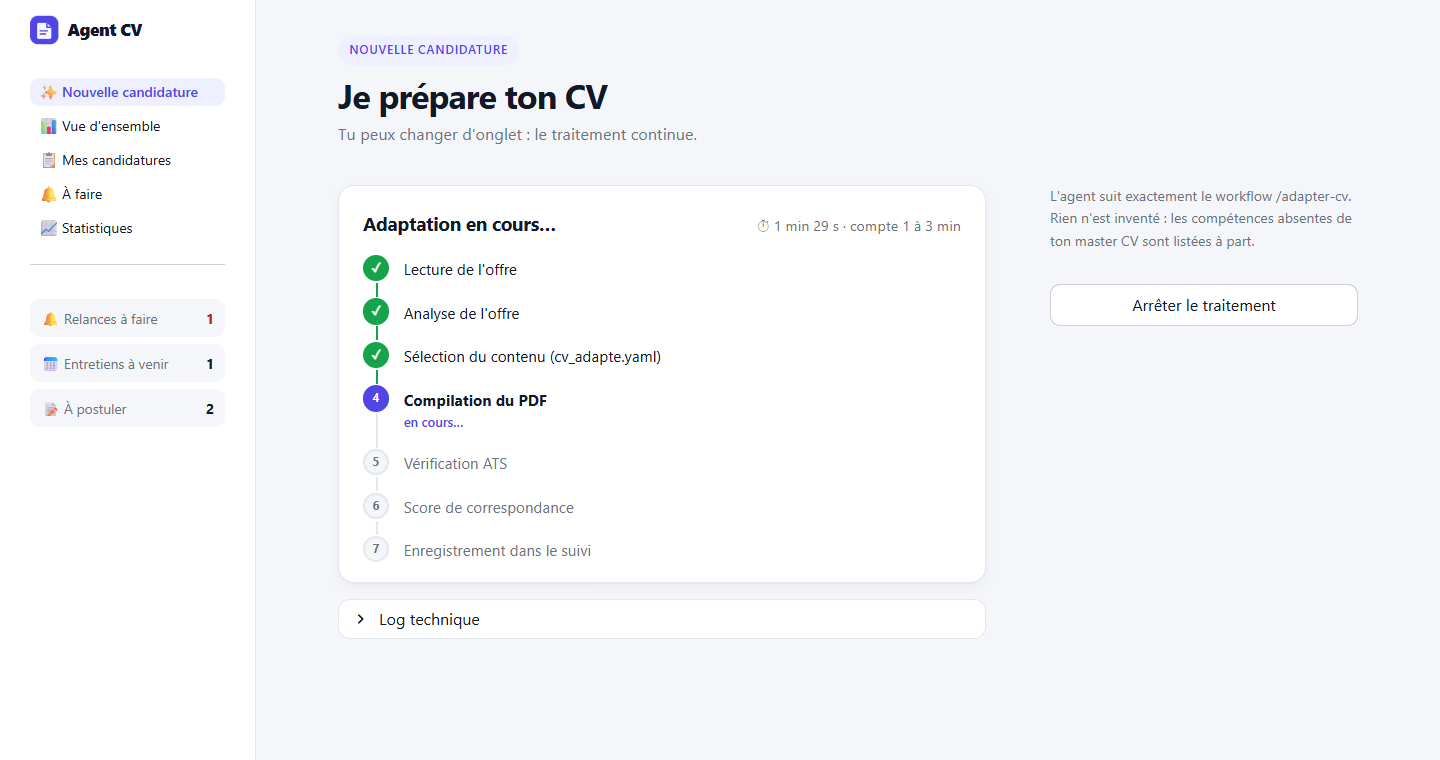 Agent CV
Nouvelle candidature
Vue d'ensemble
Mes candidatures
À faire
Statistiques
Relances à faire 1
Entretiens à venir 1
À postuler 2
NOUVELLE CANDIDATURE
Je prépare ton CV
Tu peux changer d'onglet : le traitement continue.
Adaptation en cours...
1 min 29 s · compte 1 à 3 min
Lecture de l'offre
Analyse de l'offre
Sélection du contenu (cv_adapte.yaml)
4 Compilation du PDF
en cours...
5 Vérification ATS
6 Score de correspondance
7 Enregistrement dans le suivi
Log technique
L'agent suit exactement le workflow /adapter-cv.
Rien n'est inventé : les compétences absentes de
ton master CV sont listées à part.
Arrêter le traitement